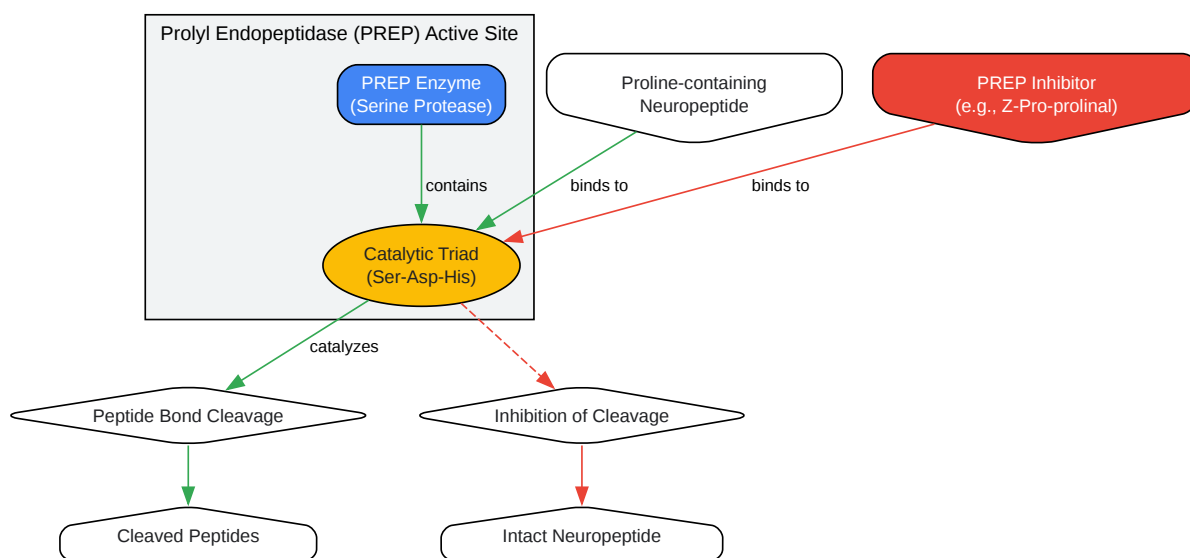 Prolyl Endopeptidase (PREP) Active Site
PREP Enzyme
(Serine Protease)
Proline-containing
Neuropeptide
PREP Inhibitor
(e.g., Z-Pro-prolinal)
contains
binds to
binds to
Catalytic Triad
(Ser-Asp-His)
catalyzes
Peptide Bond Cleavage
Inhibition of Cleavage
Cleaved Peptides
Intact Neuropeptide